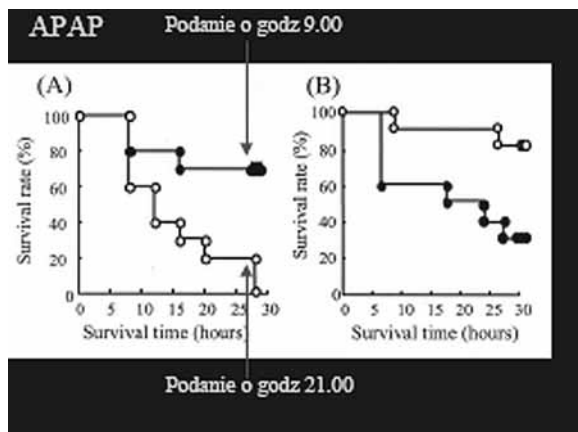 APAP
Podanie o godz 9.00
(A)
(B)
100
80
60
40
20
0
Survival rate (%)
0 5 10 15 20 25 30
Survival time (hours)
100
80
60
40
20
0
Survival rate (%)
0 5 10 15 20 25 30
Survival time (hours)
Podanie o godz 21.00